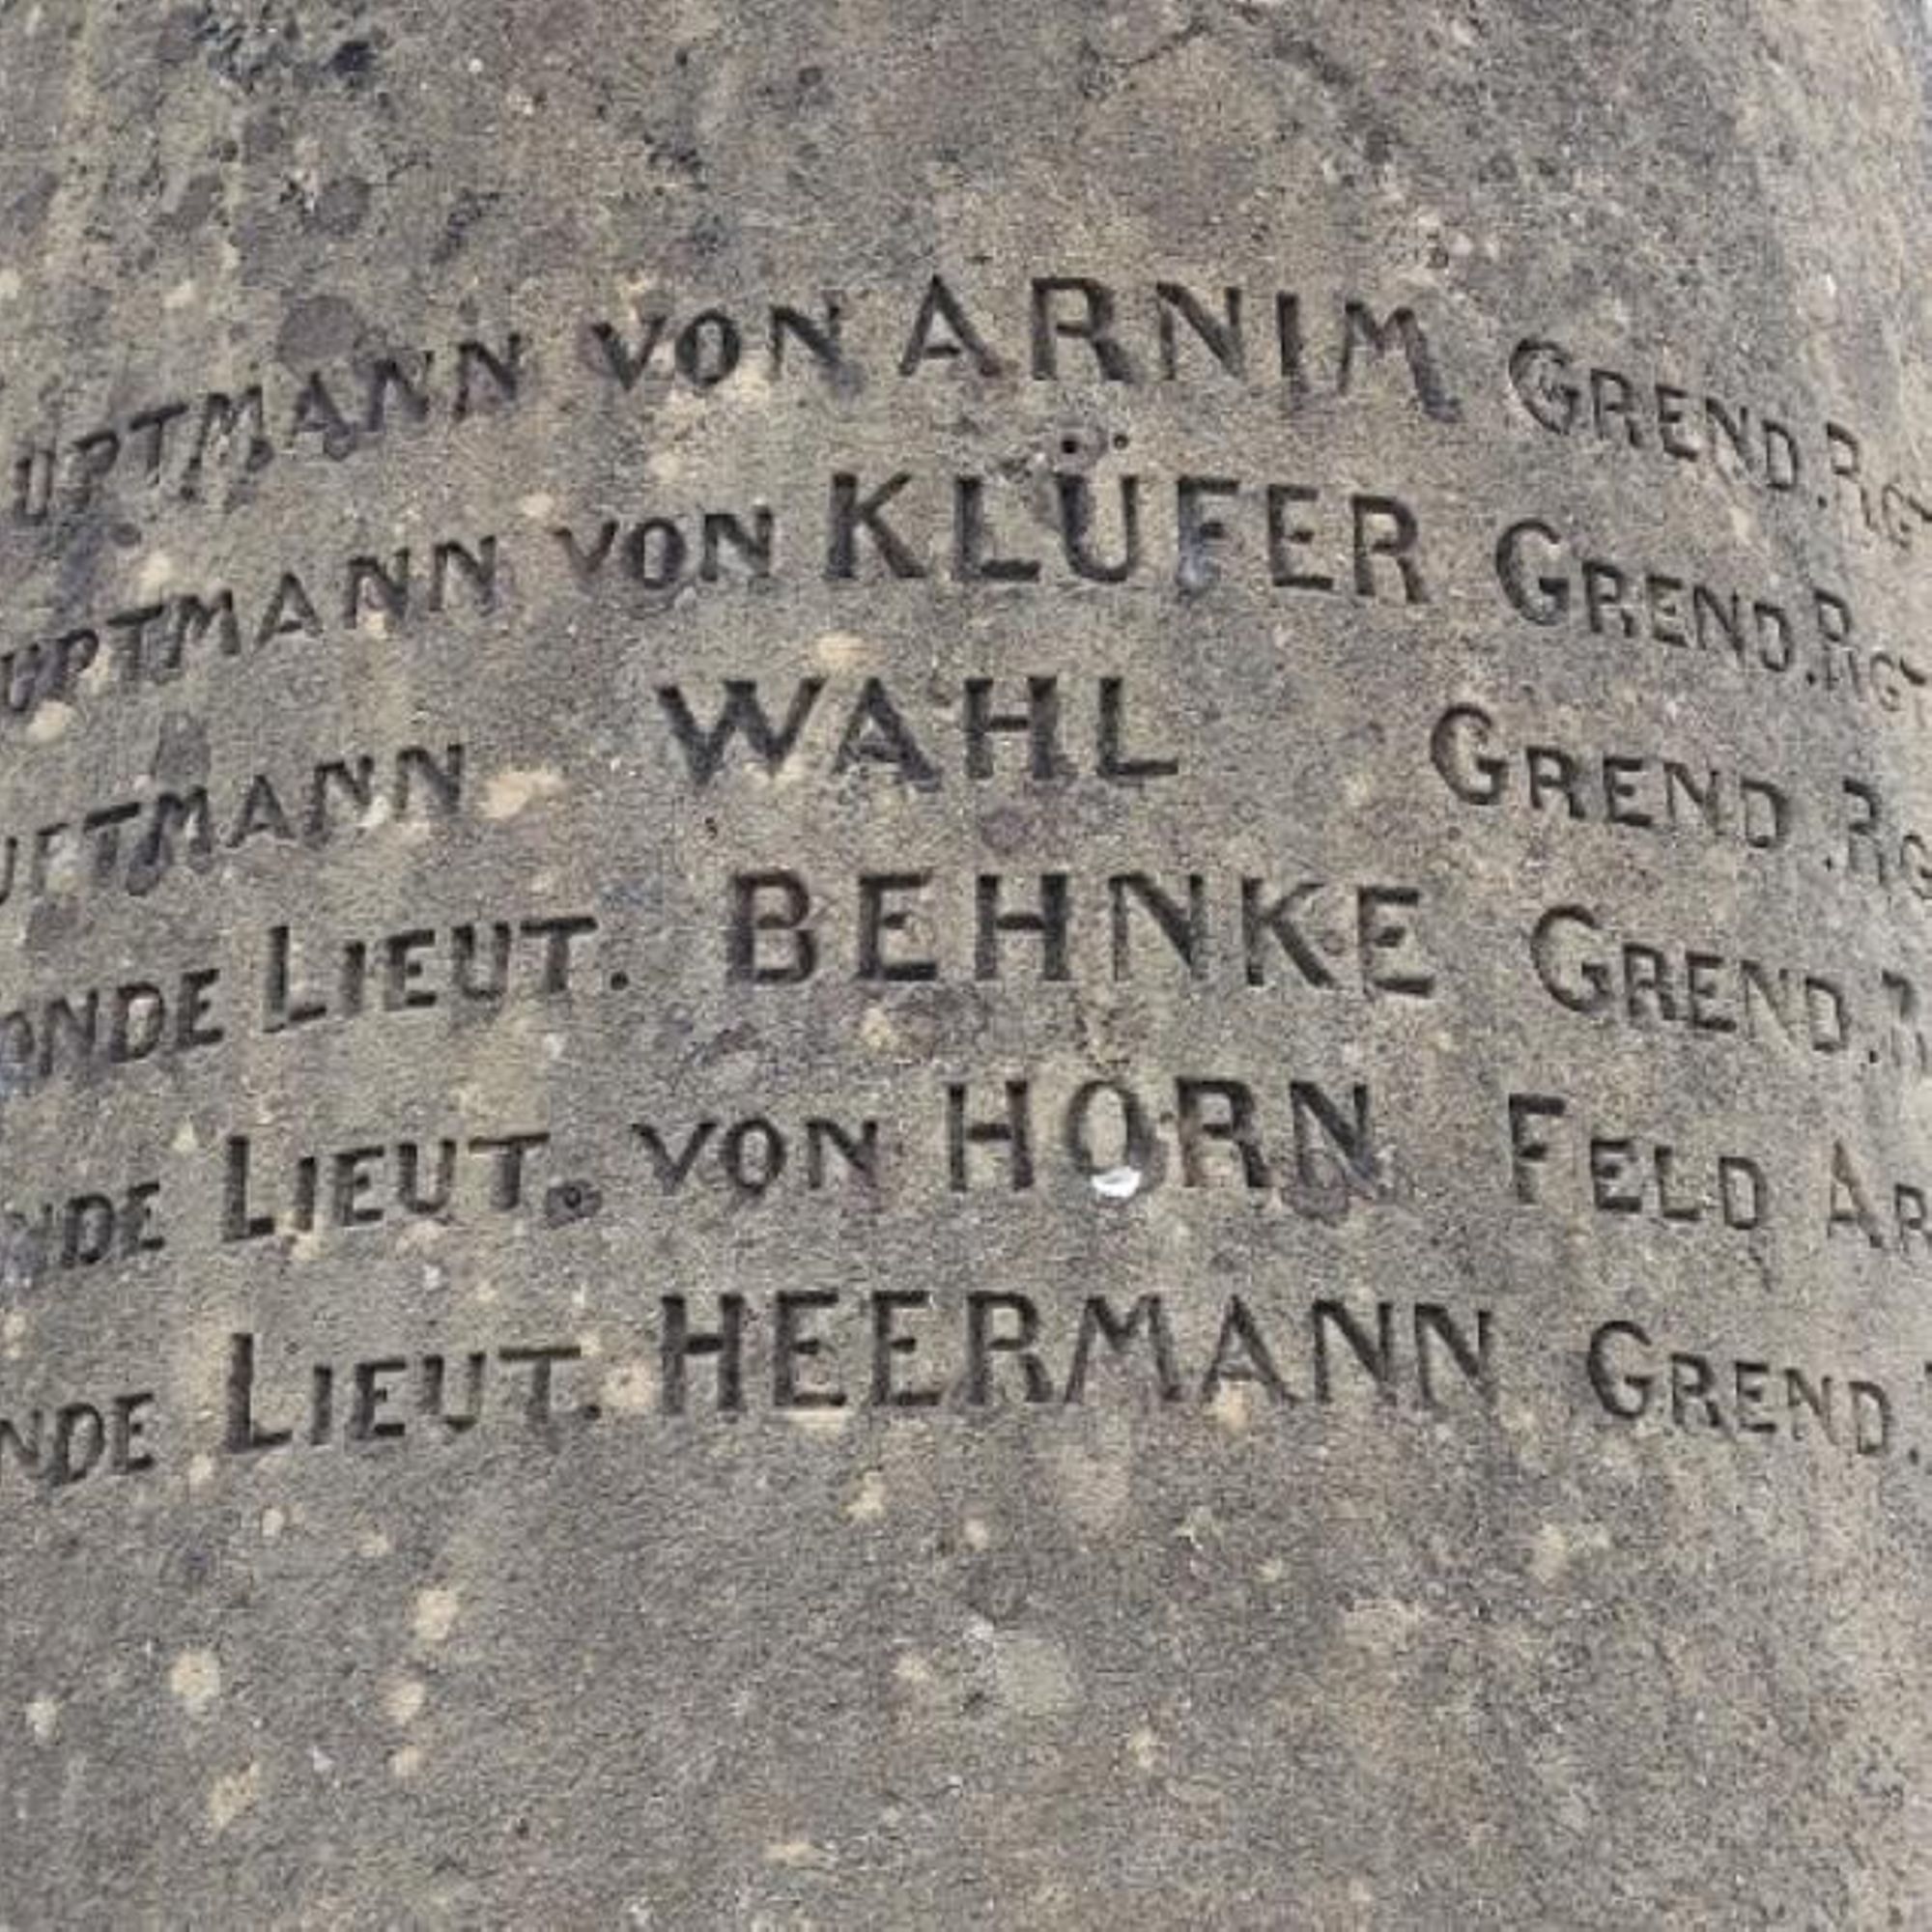 UPTMANN VON ARNIM GREND.RGT
UPTMANN VON KLÜFER GREND.RGT
UPTMANN WAHL GREND.RG
ONDE LIEUT. BEHNKE GREND.R
NDE LIEUT. VON HORN FELD AR
NDE LIEUT. HEERMANN GREND.